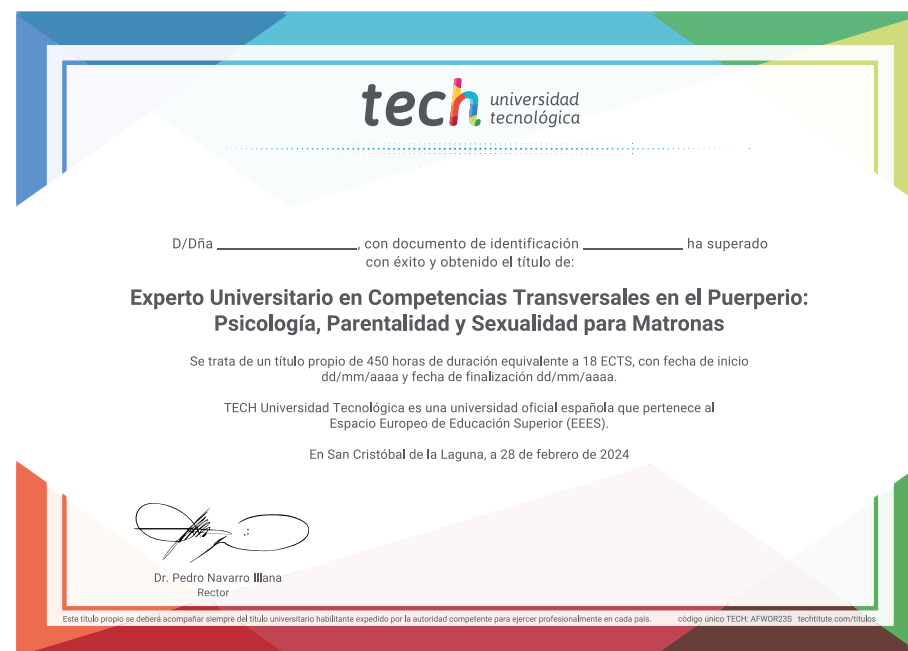 tech universidad
tecnológica
D/Dña ____________________, con documento de identificación ______________ ha superado
con éxito y obtenido el título de:
Experto Universitario en Competencias Transversales en el Puerperio:
Psicología, Parentalidad y Sexualidad para Matronas
Se trata de un título propio de 450 horas de duración equivalente a 18 ECTS, con fecha de inicio
dd/mm/aaaa y fecha de finalización dd/mm/aaaa.
TECH Universidad Tecnológica es una universidad oficial española que pertenece al
Espacio Europeo de Educación Superior (EEES).
En San Cristóbal de la Laguna, a 28 de febrero de 2024
Dr. Pedro Navarro Illana
Rector
Este título propio se deberá acompañar siempre del título universitario habilitante expedido por la autoridad competente para ejercer profesionalmente en cada país. código único TECH: AFWOR23S techtitute.com/titulos